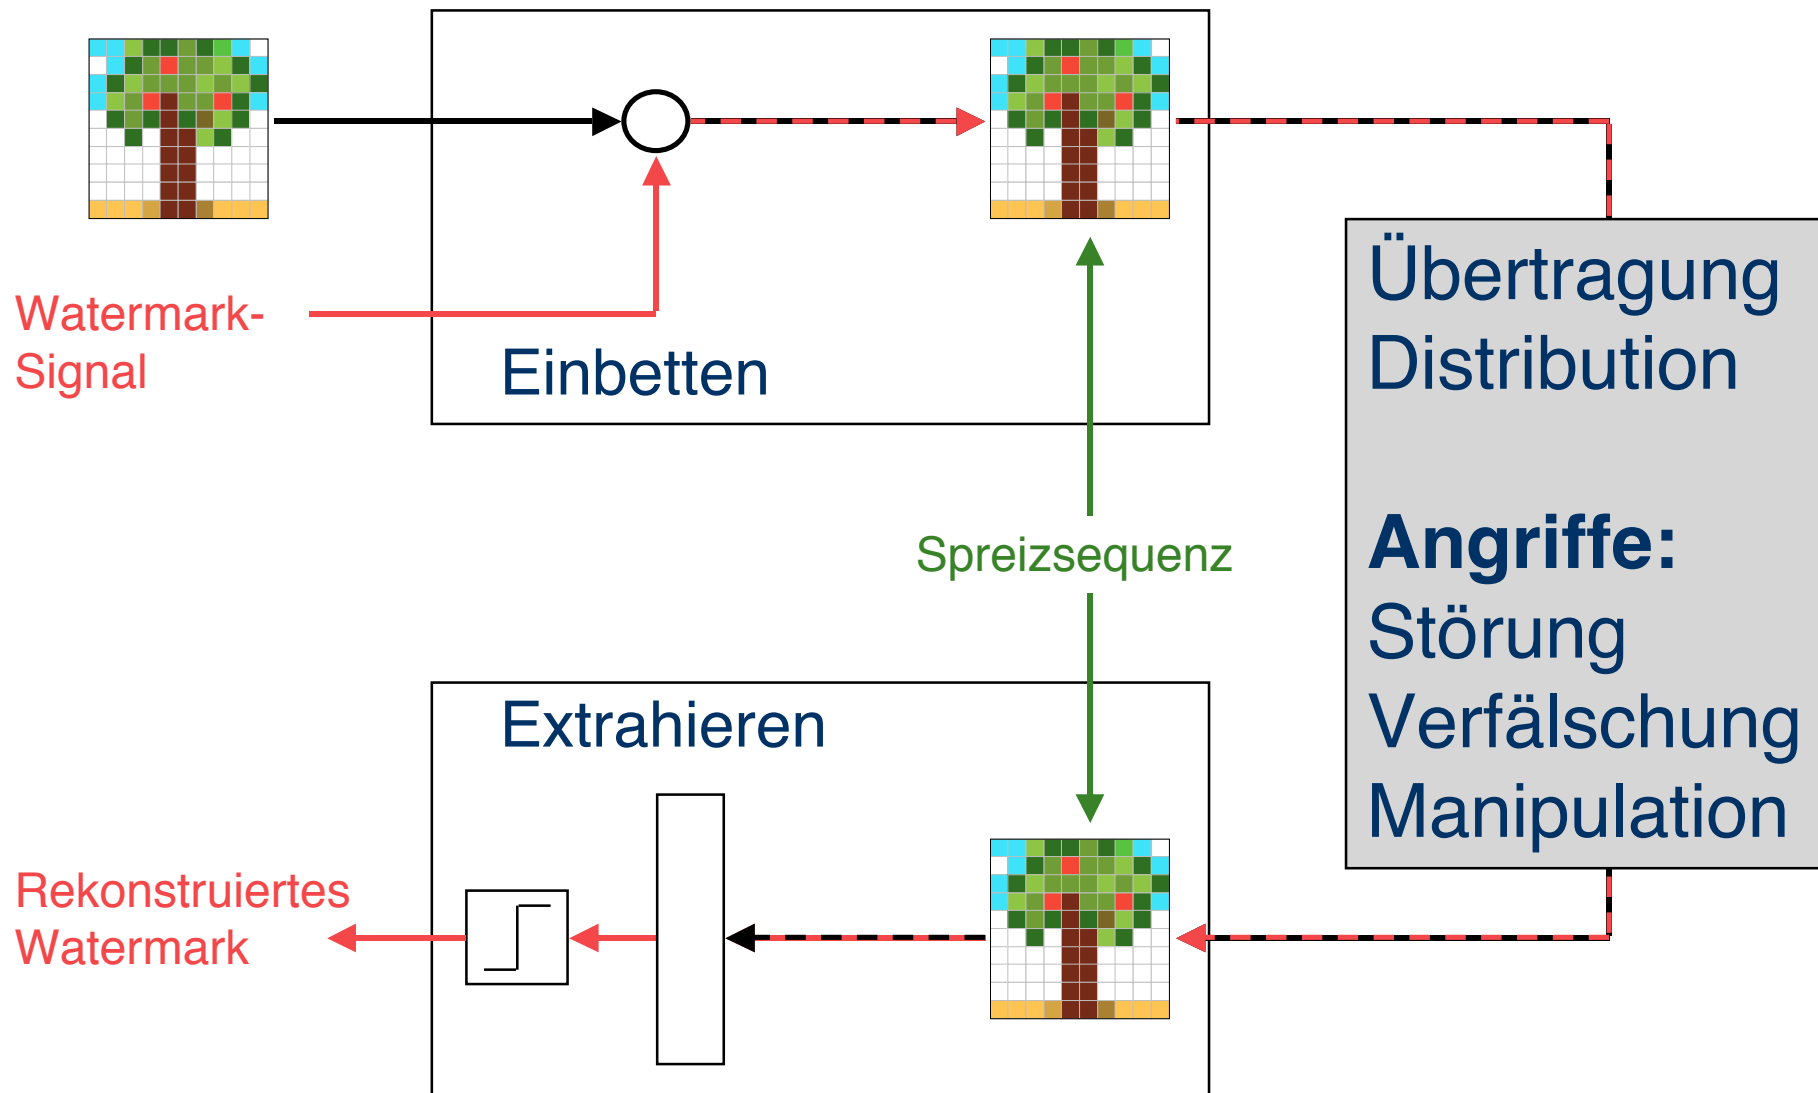 Watermark-
Signal
Einbetten
Übertragung
Distribution
Angriffe:
Störung
Verfälschung
Manipulation
Spreizsequenz
Extrahieren
Rekonstruiertes
Watermark